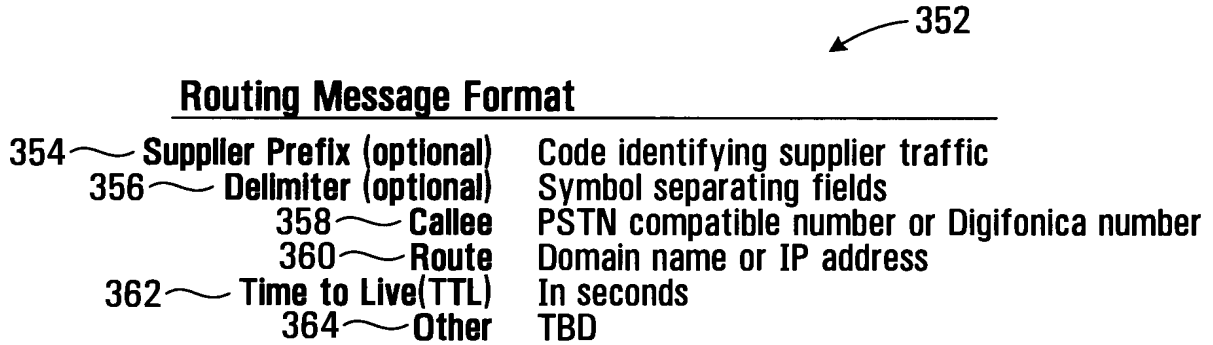 352
Routing Message Format
354 Supplier Prefix (optional) Code identifying supplier traffic
356 Delimiter (optional) Symbol separating fields
358 Callee PSTN compatible number or Digifonica number
360 Route Domain name or IP address
362 Time to Live(TTL) In seconds
364 Other TBD